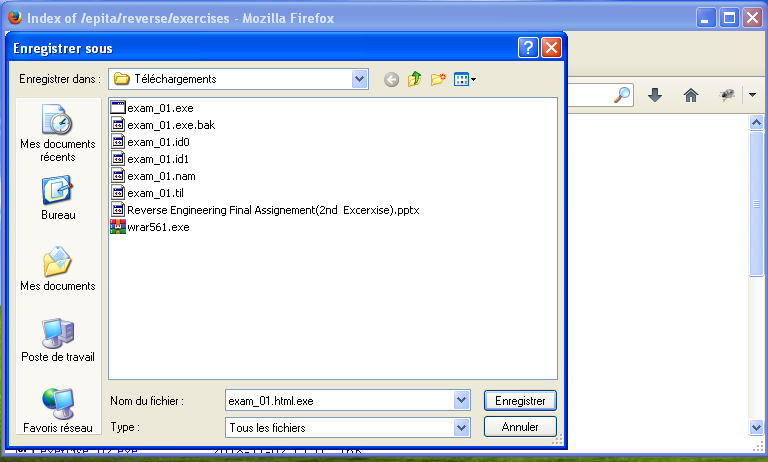 Index of /epita/reverse/exercises - Mozilla Firefox
Enregistrer sous
Enregistrer dans :
Téléchargements
Mes documents
récents
Bureau
Mes documents
Poste de travail
Favoris réseau
exam_01.exe
exam_01.exe.bak
exam_01.id0
exam_01.id1
exam_01.nam
exam_01.til
Reverse Engineering Final Assignement(2nd Excerxise).pptx
wrar561.exe
Nom du fichier :
exam_01.html.exe
Enregistrer
Type :
Tous les fichiers
Annuler